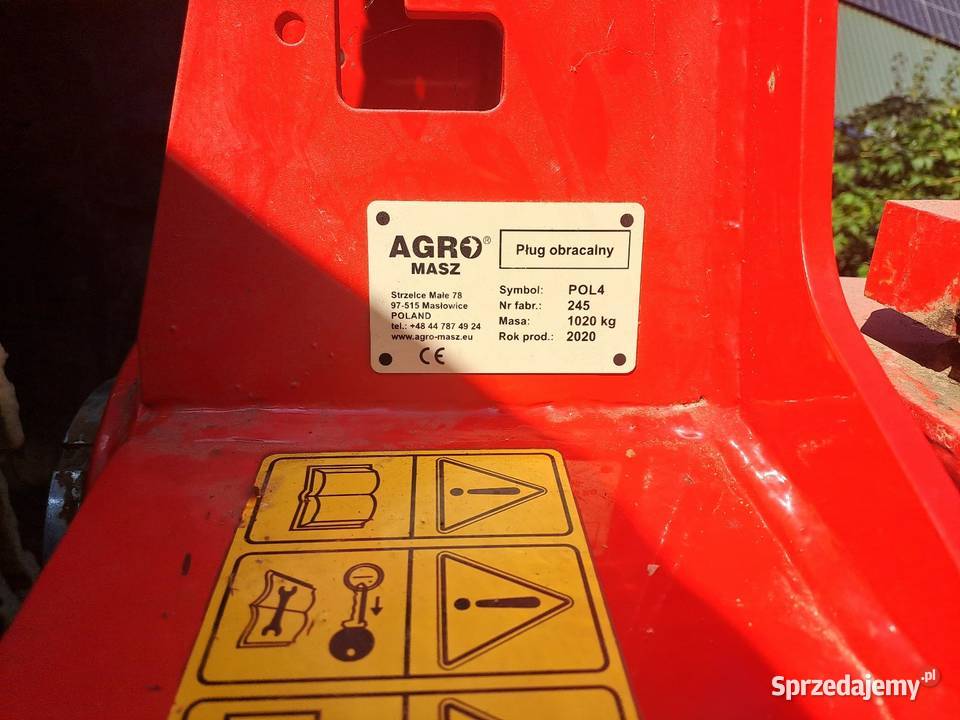 AGRO®
MASZ
Pług obracalny
Strzelce Małe 78
97-515 Masłowice
POLAND
tel.: +48 44 787 49 24
www.agro-masz.eu
CE
Symbol: POL4
Nr fabr.: 245
Masa: 1020 kg
Rok prod.: 2020
Sprzedajemy.pl